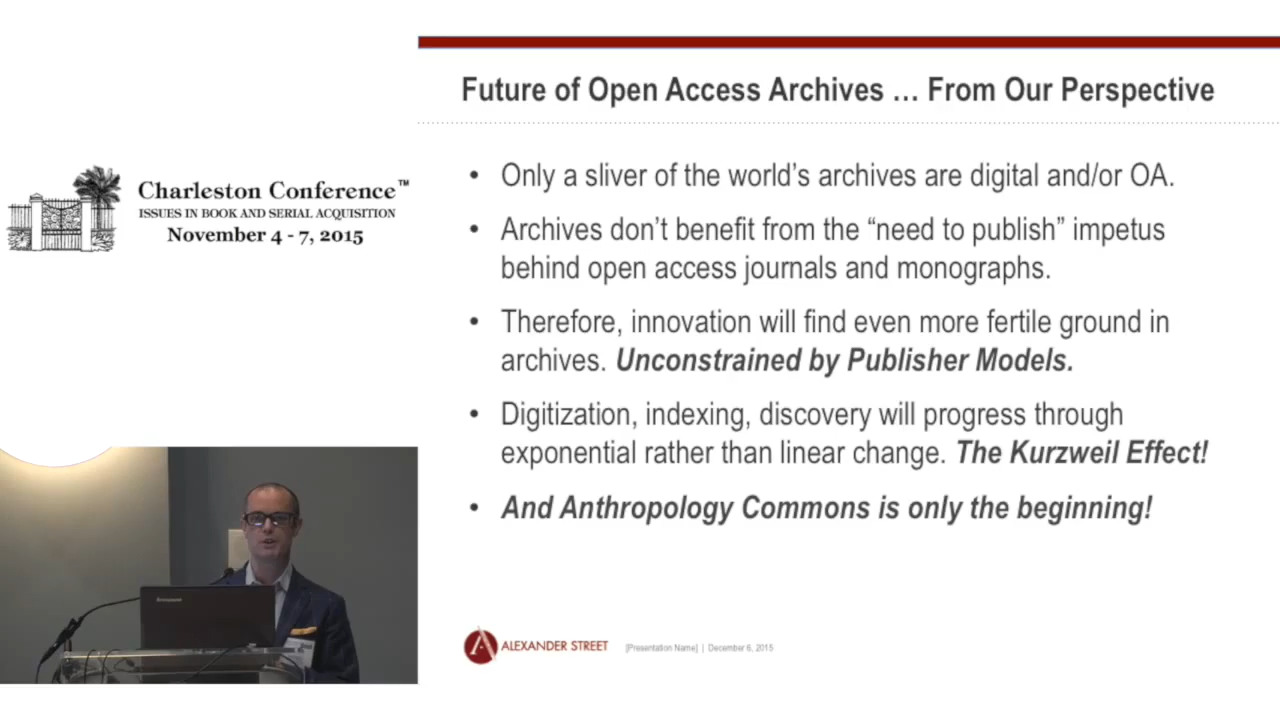 Future of Open Access Archives … From Our Perspective
Charleston Conference™
ISSUES IN BOOK AND SERIAL ACQUISITION
November 4 - 7, 2015
• Only a sliver of the world’s archives are digital and/or OA.
• Archives don’t benefit from the “need to publish” impetus
behind open access journals and monographs.
• Therefore, innovation will find even more fertile ground in
archives. Unconstrained by Publisher Models.
• Digitization, indexing, discovery will progress through
exponential rather than linear change. The Kurzweil Effect!
• And Anthropology Commons is only the beginning!
ALEXANDER STREET
[Presentation Name] | December 6, 2015